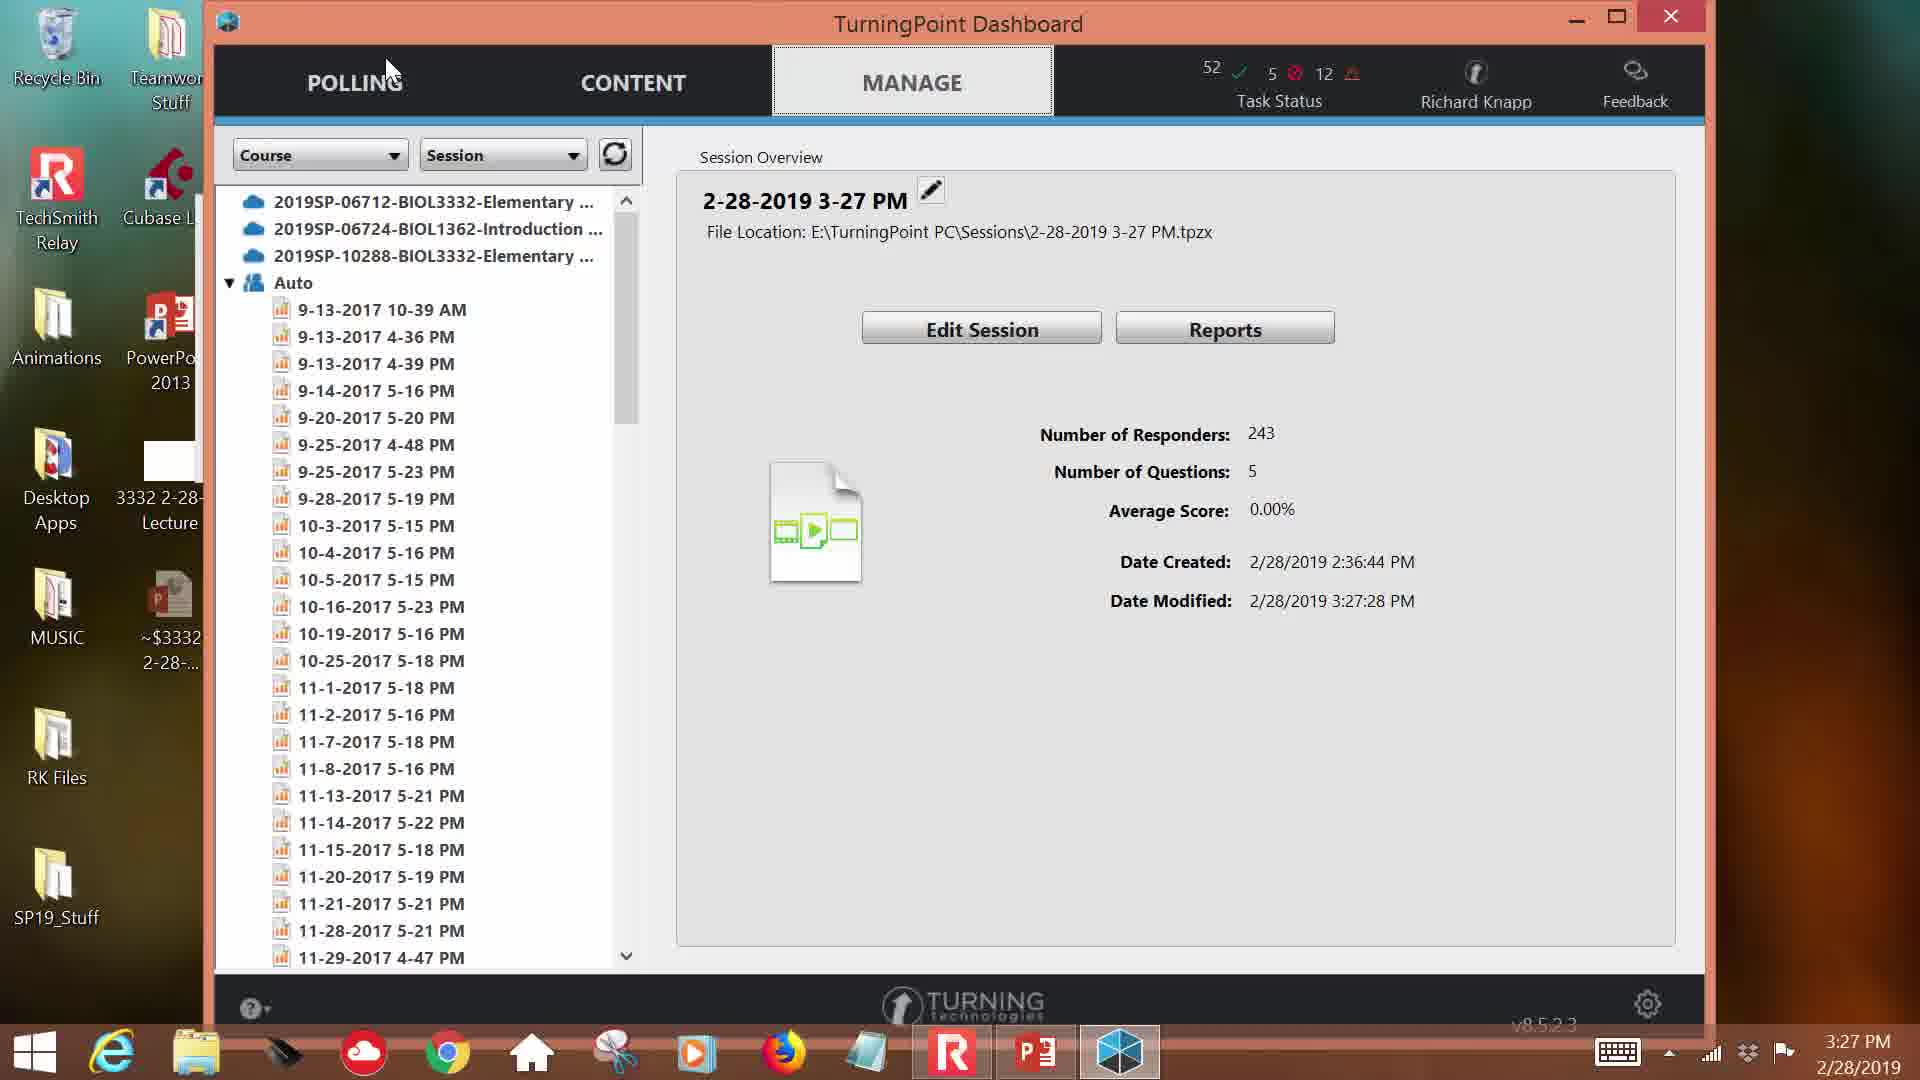 TurningPoint Dashboard
POLLING
CONTENT
MANAGE
52 5 12
Task Status
Richard Knapp
Feedback
Recycle Bin
Teamwor
Stuff
TechSmith
Relay
Cubase L
Animations
PowerPo
2013
Desktop
Apps
3332 2-28-
Lecture
MUSIC
~$3332
2-28-...
RK Files
SP19_Stuff
Course
Session
2019SP-06712-BIOL3332-Elementary ...
2019SP-06724-BIOL1362-Introduction ...
2019SP-10288-BIOL3332-Elementary ...
Auto
9-13-2017 10-39 AM
9-13-2017 4-36 PM
9-13-2017 4-39 PM
9-14-2017 5-16 PM
9-20-2017 5-20 PM
9-25-2017 4-48 PM
9-25-2017 5-23 PM
9-28-2017 5-19 PM
10-3-2017 5-15 PM
10-4-2017 5-16 PM
10-5-2017 5-15 PM
10-16-2017 5-23 PM
10-19-2017 5-16 PM
10-25-2017 5-18 PM
11-1-2017 5-18 PM
11-2-2017 5-16 PM
11-7-2017 5-18 PM
11-8-2017 5-16 PM
11-13-2017 5-21 PM
11-14-2017 5-22 PM
11-15-2017 5-18 PM
11-20-2017 5-19 PM
11-21-2017 5-21 PM
11-28-2017 5-21 PM
11-29-2017 4-47 PM
Session Overview
2-28-2019 3-27 PM
File Location: E:\TurningPoint PC\Sessions\2-28-2019 3-27 PM.tpzx
Edit Session
Reports
Number of Responders: 243
Number of Questions: 5
Average Score: 0.00%
Date Created: 2/28/2019 2:36:44 PM
Date Modified: 2/28/2019 3:27:28 PM
TURNING
technologies
v8.5.2.3
3:27 PM
2/28/2019